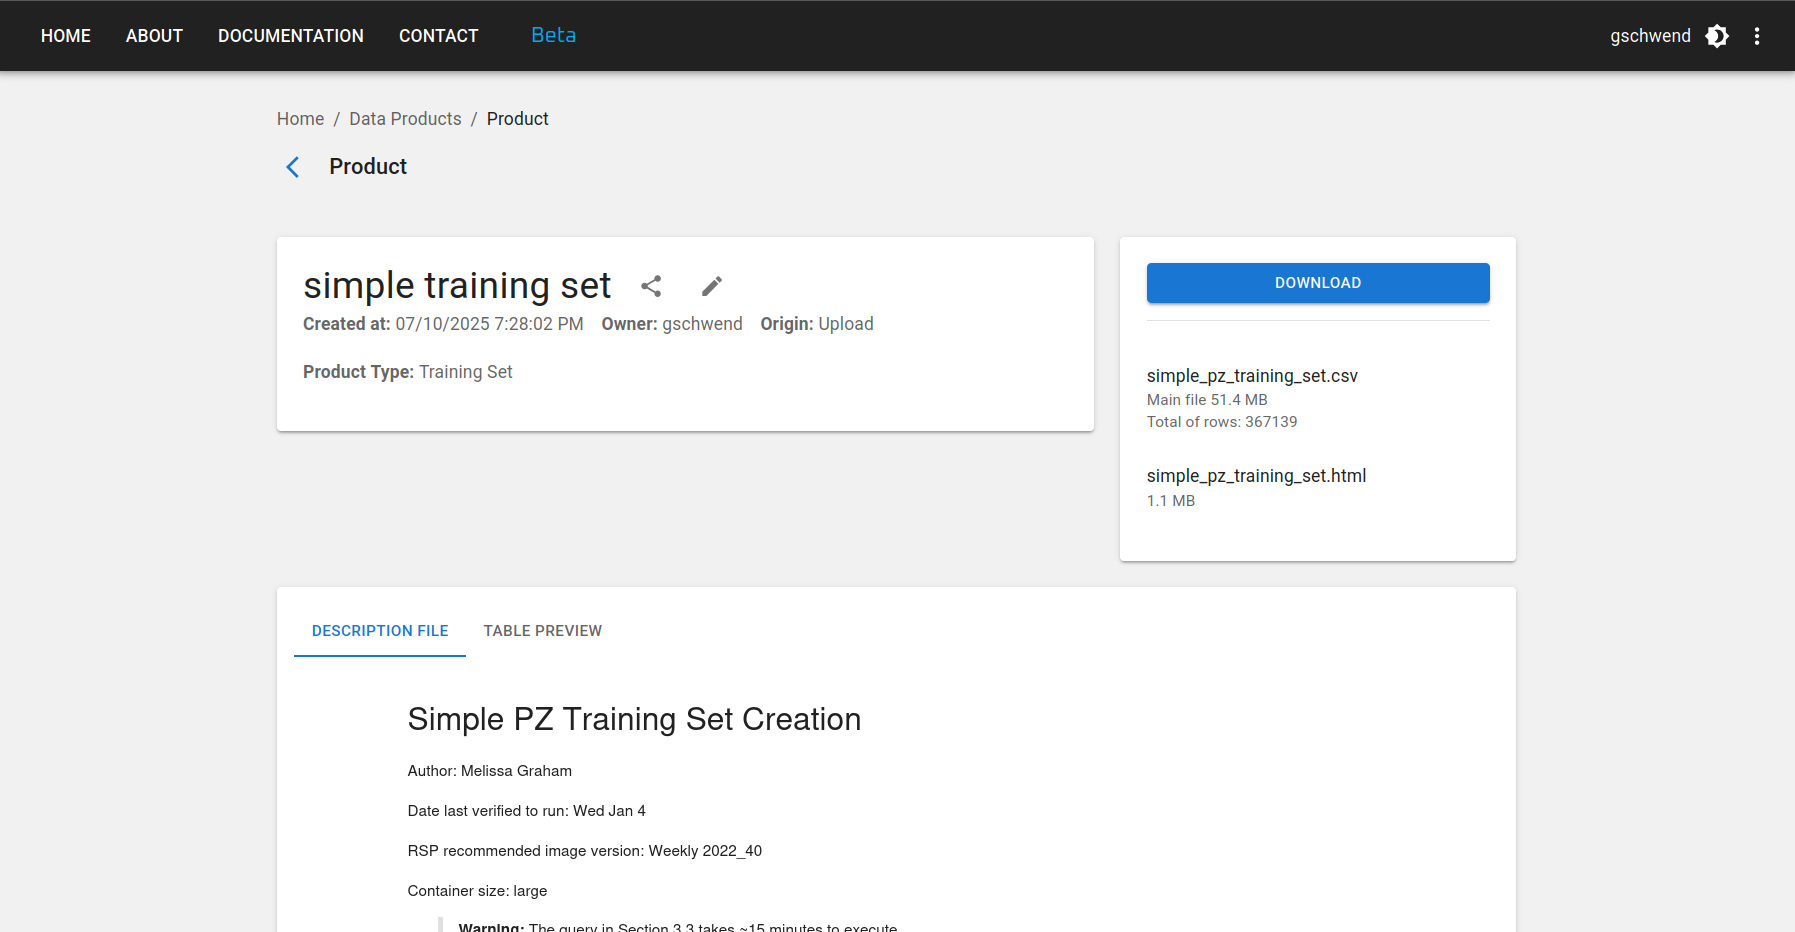 HOME ABOUT DOCUMENTATION CONTACT Beta gschwend
Home / Data Products / Product
Product
simple training set
Created at: 07/10/2025 7:28:02 PM Owner: gschwend Origin: Upload
Product Type: Training Set
DOWNLOAD
simple_pz_training_set.csv
Main file 51.4 MB
Total of rows: 367139
simple_pz_training_set.html
1.1 MB
DESCRIPTION FILE TABLE PREVIEW
Simple PZ Training Set Creation
Author: Melissa Graham
Date last verified to run: Wed Jan 4
RSP recommended image version: Weekly 2022_40
Container size: large
Warning: The query in Section 3.3 takes ~15 minutes to execute